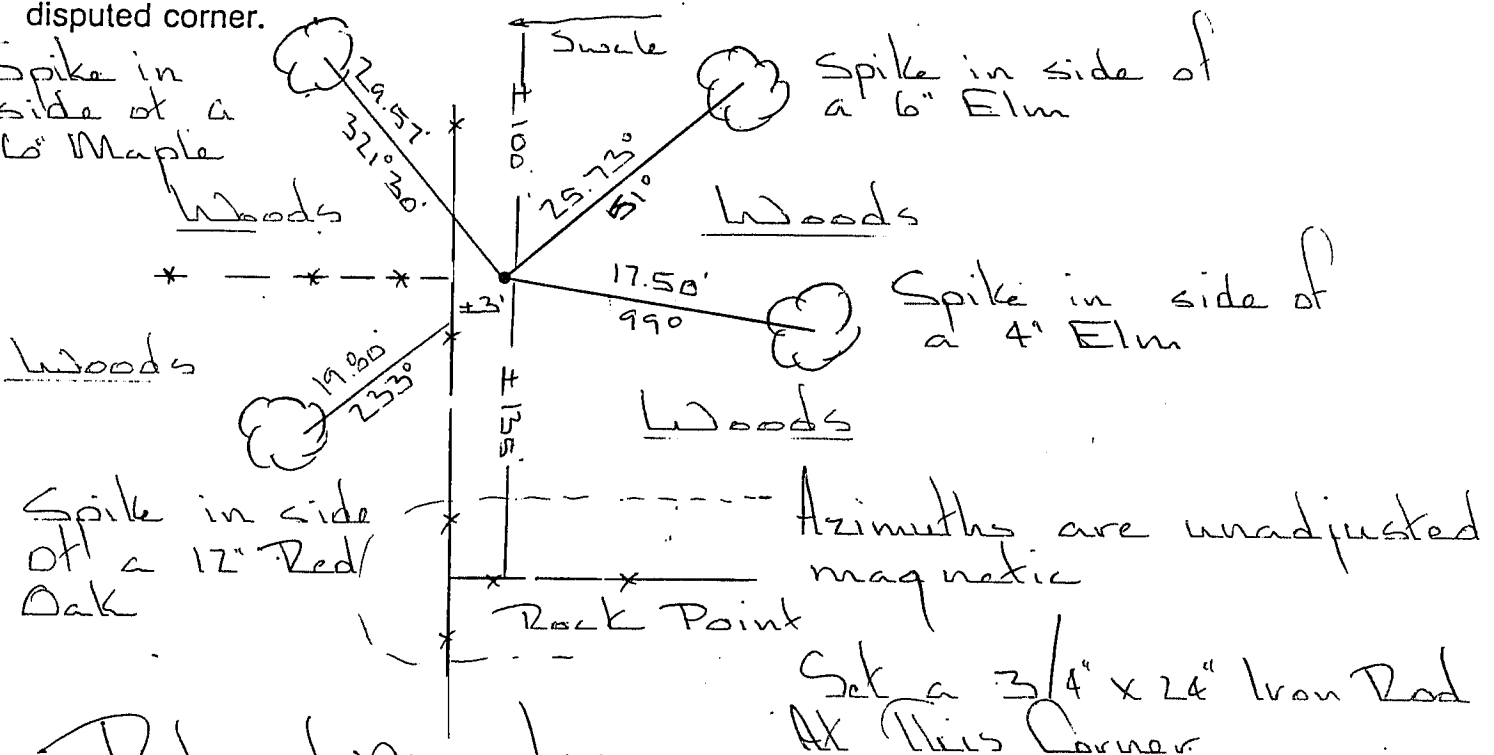 disputed corner.
Spike in
side of a
6" Maple
29.57'
321° 30'
Swale
± 100'
25.73°
51°
Spike in side of
a 6" Elm
Woods
Woods
17.50'
99°
Spike in side of
a 4" Elm
±3'
Woods
19.80
233°
± 135'
Woods
Spike in side
of a 12" Red
Oak
Azimuths are unadjusted
magnetic
Rock Point
Set a 3/4" x 24" Iron Rod
At This Corner